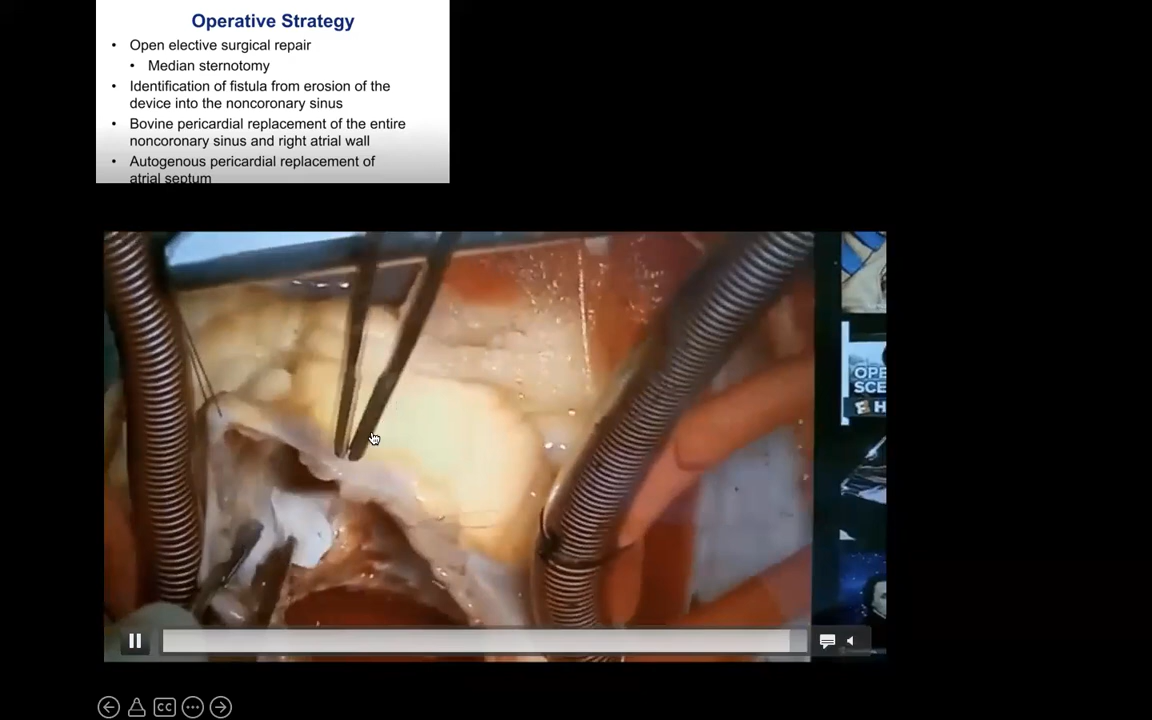 Operative Strategy
• Open elective surgical repair
• Median sternotomy
• Identification of fistula from erosion of the
device into the noncoronary sinus
• Bovine pericardial replacement of the entire
noncoronary sinus and right atrial wall
• Autogenous pericardial replacement of
atrial septum
OPE
SCE
H
CC